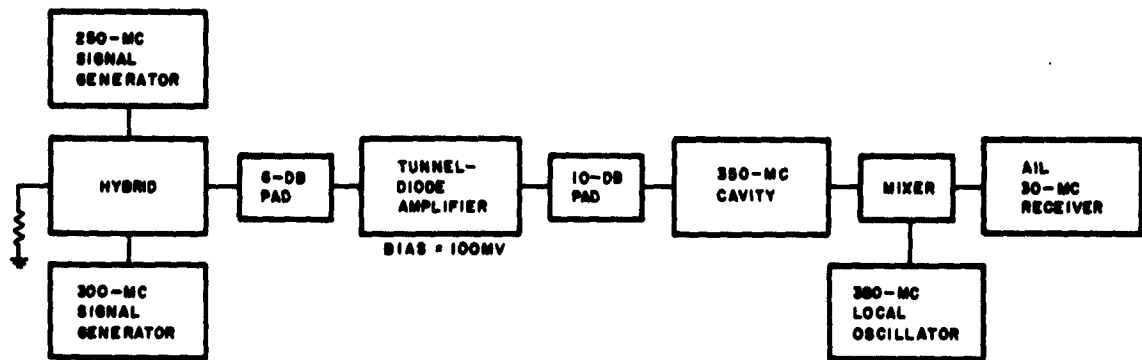 250-MC
SIGNAL
GENERATOR
HYBRID
6-DB
PAD
TUNNEL-
DIODE
AMPLIFIER
BIAS = 100MV
10-DB
PAD
350-MC
CAVITY
MIXER
AIL
30-MC
RECEIVER
300-MC
SIGNAL
GENERATOR
380-MC
LOCAL
OSCILLATOR